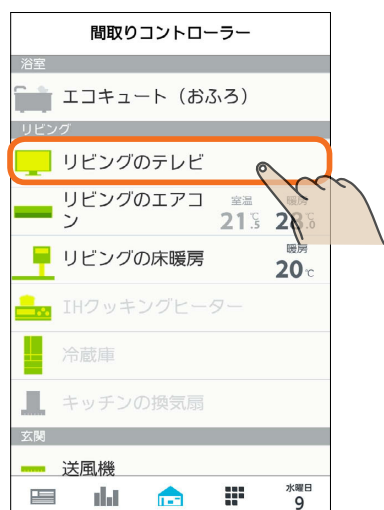 間取りコントローラー
浴室
エコキュート（おふろ）
リビング
リビングのテレビ
リビングのエアコ
ン
室温
21℃.5
暖房
28℃.0
リビングの床暖房
暖房
20℃
IHクッキングヒーター
冷蔵庫
キッチンの換気扇
玄関
送風機
水曜日
9